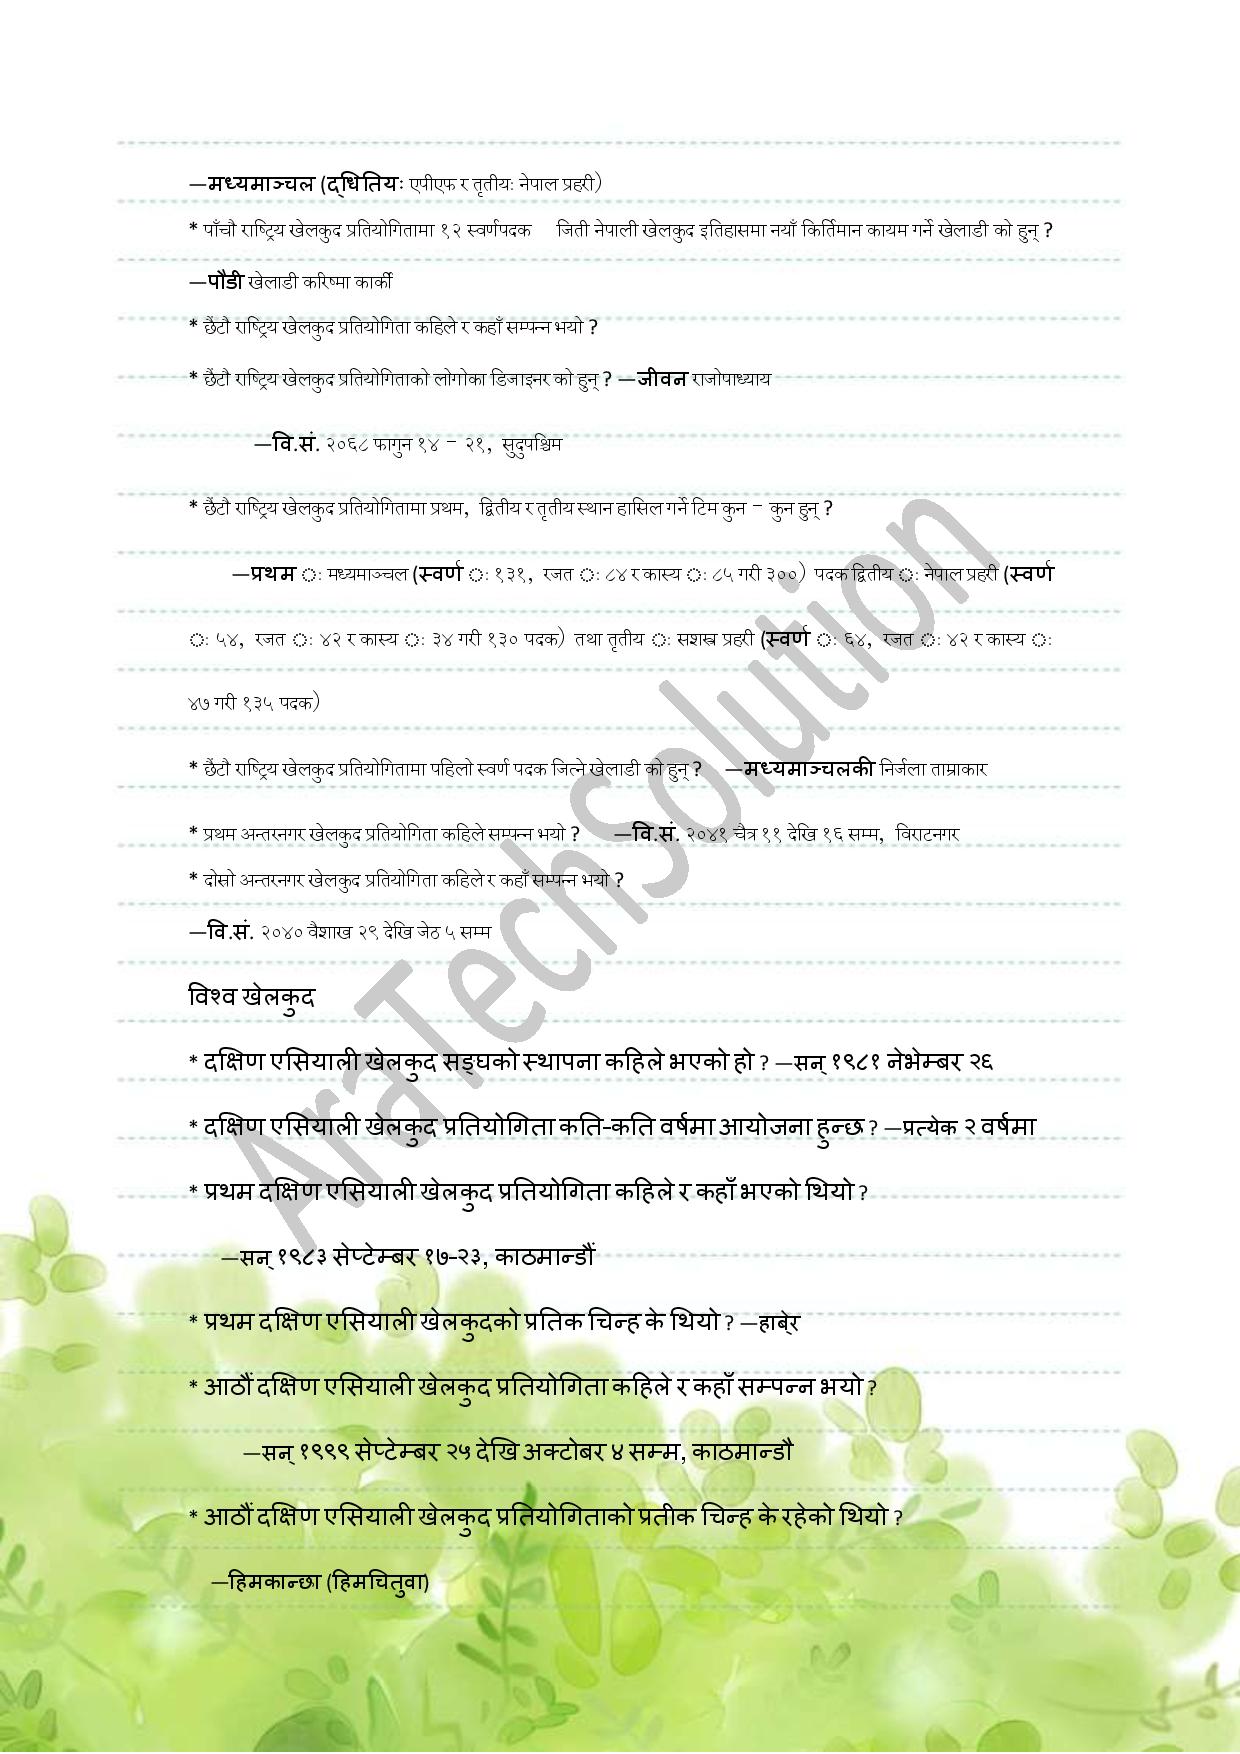 —मध्यमाञ्चल (द्धितियः एपीएफ र तृतीयः नेपाल प्रहरी)
* पाँचौ राष्ट्रिय खेलकुद प्रतियोगितामा १२ स्वर्णपदक जिती नेपाली खेलकुद इतिहासमा नयाँ किर्तिमान कायम गर्ने खेलाडी को हुन् ?
—पौडी खेलाडी करिष्मा कार्की
* छैंटौ राष्ट्रिय खेलकुद प्रतियोगिता कहिले र कहाँ सम्पन्न भयो ?
* छैंटौ राष्ट्रिय खेलकुद प्रतियोगिताको लोगोका डिजाइनर को हुन् ? —जीवन राजोपाध्याय
—वि.सं. २०६८ फागुन १४ – २१, सुदुपश्चिम
* छैंटौ राष्ट्रिय खेलकुद प्रतियोगितामा प्रथम, द्वितीय र तृतीय स्थान हासिल गर्ने टिम कुन – कुन हुन् ?
—प्रथम ः मध्यमाञ्चल (स्वर्ण ः १३१, रजत ः ८४ र कास्य ः ८५ गरी ३००) पदक द्वितीय ः नेपाल प्रहरी (स्वर्ण
ः ५४, रजत ः ४२ र कास्य ः ३४ गरी १३० पदक) तथा तृतीय ः सशस्त्र प्रहरी (स्वर्ण ः ६४, रजत ः ४२ र कास्य ः
४७ गरी १३५ पदक)
* छैंटौ राष्ट्रिय खेलकुद प्रतियोगितामा पहिलो स्वर्ण पदक जित्ने खेलाडी को हुन् ? —मध्यमाञ्चलकी निर्जला ताम्राकार
* प्रथम अन्तरनगर खेलकुद प्रतियोगिता कहिले सम्पन्न भयो ? —वि.सं. २०४१ चैत्र ११ देखि १६ सम्म, विराटनगर
* दोस्रो अन्तरनगर खेलकुद प्रतियोगिता कहिले र कहाँ सम्पन्न भयो ?
—वि.सं. २०४० वैशाख २९ देखि जेठ ५ सम्म
विश्व खेलकुद
* दक्षिण एसियाली खेलकुद सङ्घको स्थापना कहिले भएको हो ? —सन् १९८१ नेभेम्बर २६
* दक्षिण एसियाली खेलकुद प्रतियोगिता कति-कति वर्षमा आयोजना हुन्छ ? —प्रत्येक २ वर्षमा
* प्रथम दक्षिण एसियाली खेलकुद प्रतियोगिता कहिले र कहाँ भएको थियो ?
—सन् १९८३ सेप्टेम्बर १७-२३, काठमान्डौं
* प्रथम दक्षिण एसियाली खेलकुदको प्रतिक चिन्ह के थियो ? —हाबे्र
* आठौं दक्षिण एसियाली खेलकुद प्रतियोगिता कहिले र कहाँ सम्पन्न भयो ?
—सन् १९९९ सेप्टेम्बर २५ देखि अक्टोबर ४ सम्म, काठमान्डौ
* आठौं दक्षिण एसियाली खेलकुद प्रतियोगिताको प्रतीक चिन्ह के रहेको थियो ?
—हिमकान्छा (हिमचितुवा)
AraTechSolution